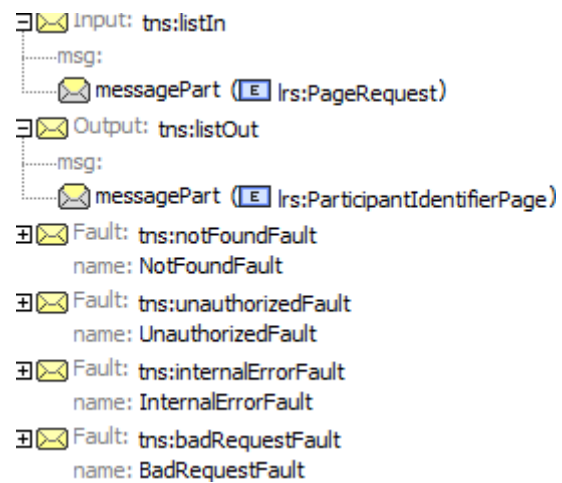 Input: tns:listIn
msg:
messagePart (E lrs:PageRequest)
Output: tns:listOut
msg:
messagePart (E lrs:ParticipantIdentifierPage)
Fault: tns:notFoundFault
name: NotFoundFault
Fault: tns:unauthorizedFault
name: UnauthorizedFault
Fault: tns:internalErrorFault
name: InternalErrorFault
Fault: tns:badRequestFault
name: BadRequestFault